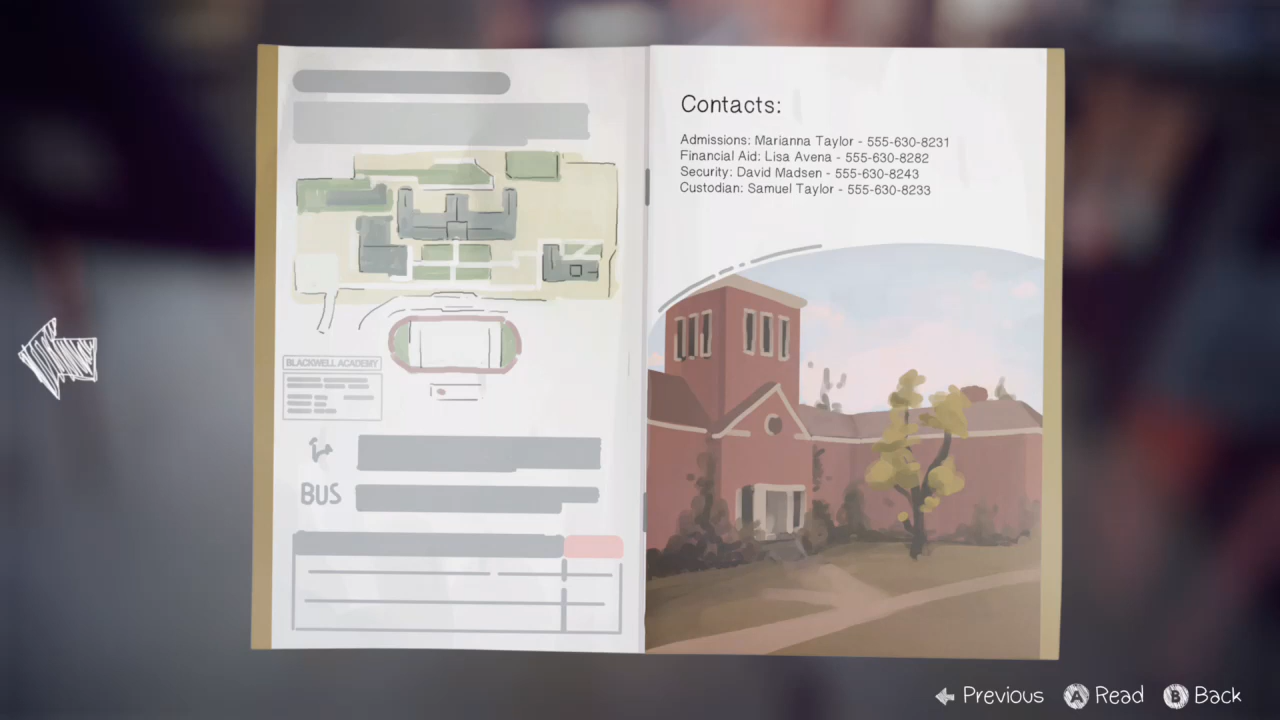 Contacts:
Admissions: Marianna Taylor - 555-630-8231
Financial Aid: Lisa Avena - 555-630-8282
Security: David Madsen - 555-630-8243
Custodian: Samuel Taylor - 555-630-8233
BLACKWELL ACADEMY
BUS
Previous A Read B Back